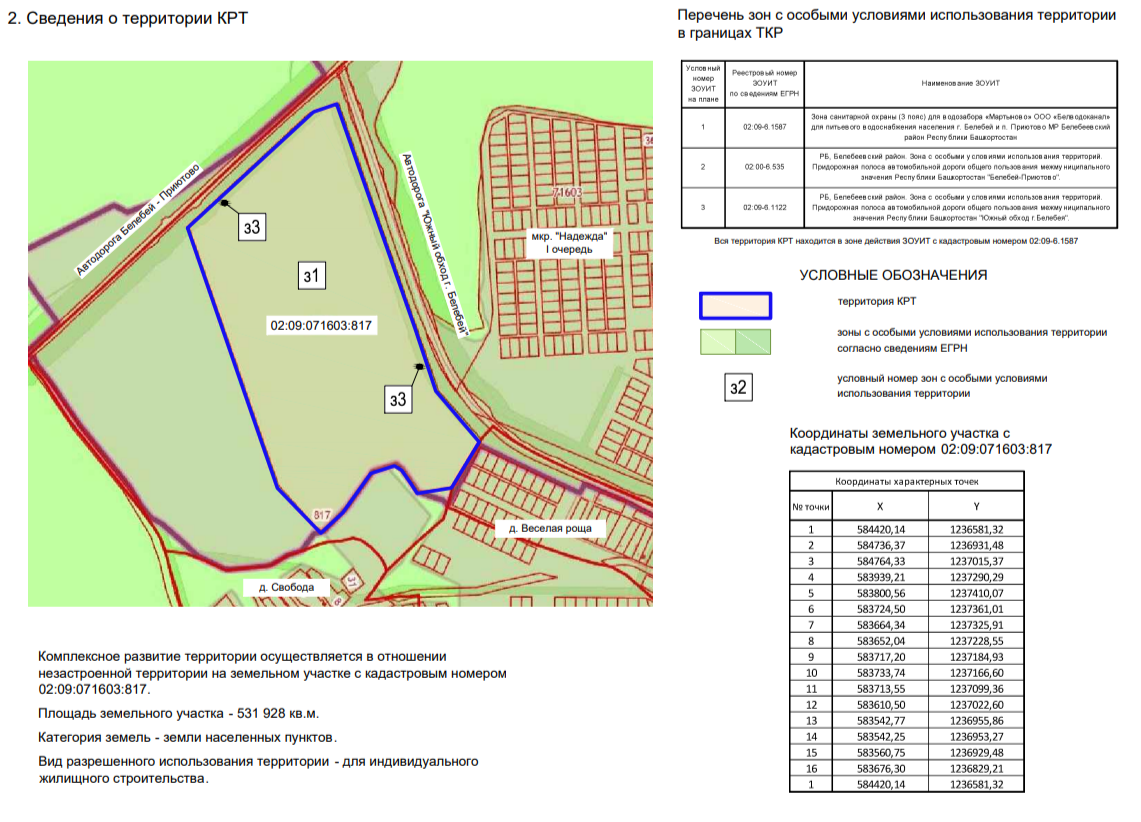 2. Сведения о территории КРТ
Автодорога Белебей - Приютово
Автодорога "Южный обход г. Белебей"
з3
з1
02:09:071603:817
з3
71603
мкр. "Надежда"
I очередь
817
д. Веселая роща
д. Свобода
31
8
Комплексное развитие территории осуществляется в отношении
незастроенной территории на земельном участке с кадастровым номером
02:09:071603:817.
Площадь земельного участка - 531 928 кв.м.
Категория земель - земли населенных пунктов.
Вид разрешенного использования территории - для индивидуального
жилищного строительства.
Перечень зон с особыми условиями использования территории
в границах ТКР
Условный номер ЗОУИТ на плане | Реестровый номер ЗОУИТ по сведениям ЕГРН | Наименование ЗОУИТ
1 | 02:09-6.1587 | Зона санитарной охраны (3 пояс) для водозабора «Мартыново» ООО «Белводоканал»
для питьевого водоснабжения населения г. Белебей и п. Приютово МР Белебеевский
район Республики Башкортостан
2 | 02:00-6.535 | РБ, Белебеевский район. Зона с особыми условиями использования территорий.
Придорожная полоса автомобильной дороги общего пользования межмуниципального
значения Республики Башкортостан "Белебей-Приютово".
3 | 02:09-6.1122 | РБ, Белебеевский район. Зона с особыми условиями использования территорий.
Придорожная полоса автомобильной дороги общего пользования межмуниципального
значения Республики Башкортостан "Южный обход г.Белебея".
Вся территория КРТ находится в зоне действия ЗОУИТ с кадастровым номером 02:09-6.1587
УСЛОВНЫЕ ОБОЗНАЧЕНИЯ
территория КРТ
зоны с особыми условиями использования территории
согласно сведениям ЕГРН
з2
условный номер зон с особыми условиями
использования территории
Координаты земельного участка с
кадастровым номером 02:09:071603:817
Координаты характерных точек
№ точки X Y
1 584420,14 1236581,32
2 584736,37 1236931,48
3 584764,33 1237015,37
4 583939,21 1237290,29
5 583800,56 1237410,07
6 583724,50 1237361,01
7 583664,34 1237325,91
8 583652,04 1237228,55
9 583717,20 1237184,93
10 583733,74 1237166,60
11 583713,55 1237099,36
12 583610,50 1237022,60
13 583542,77 1236955,86
14 583542,25 1236953,27
15 583560,75 1236929,48
16 583676,30 1236829,21
1 584420,14 1236581,32